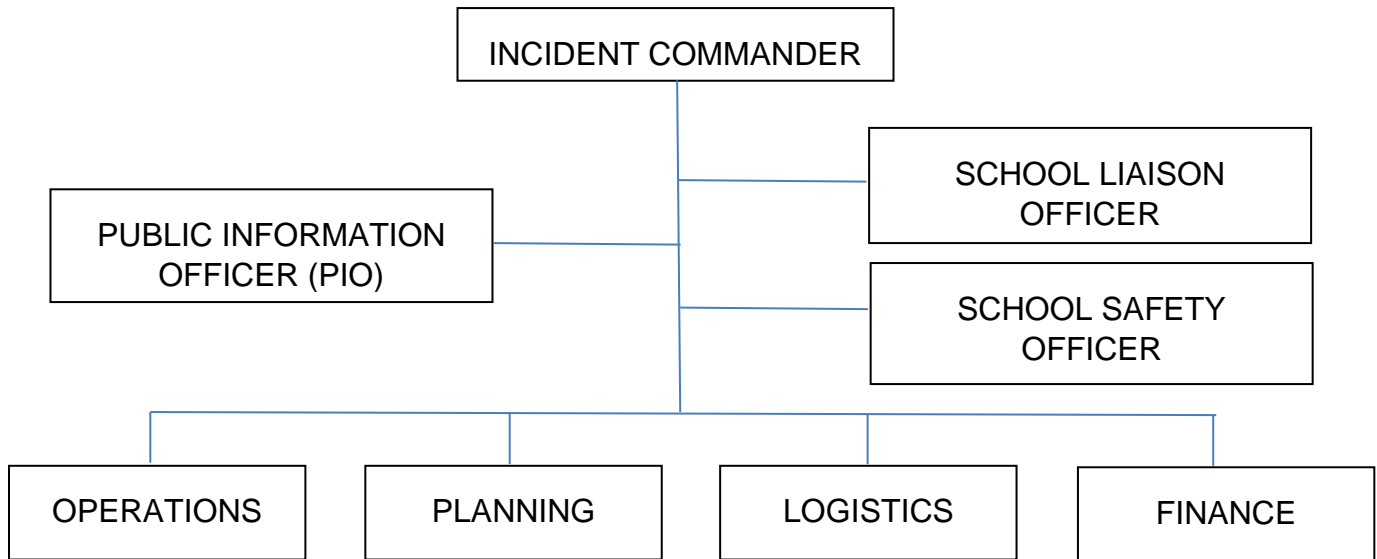 INCIDENT COMMANDER
SCHOOL LIAISON
OFFICER
PUBLIC INFORMATION
OFFICER (PIO)
SCHOOL SAFETY
OFFICER
OPERATIONS
PLANNING
LOGISTICS
FINANCE